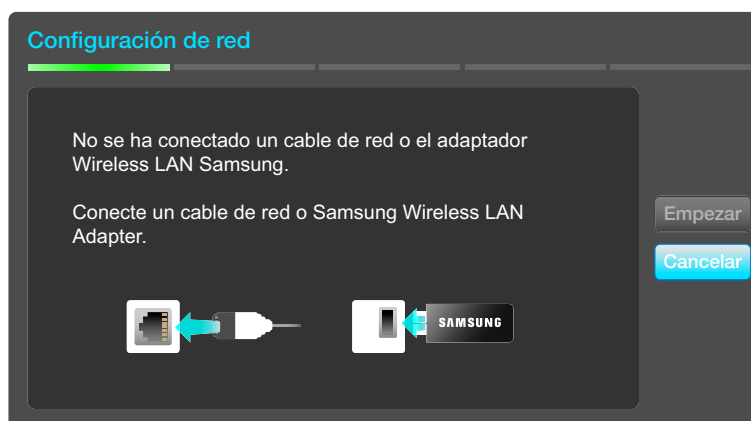 Configuración de red
No se ha conectado un cable de red o el adaptador
Wireless LAN Samsung.
Conecte un cable de red o Samsung Wireless LAN
Adapter.
Empezar
Cancelar
SAMSUNG